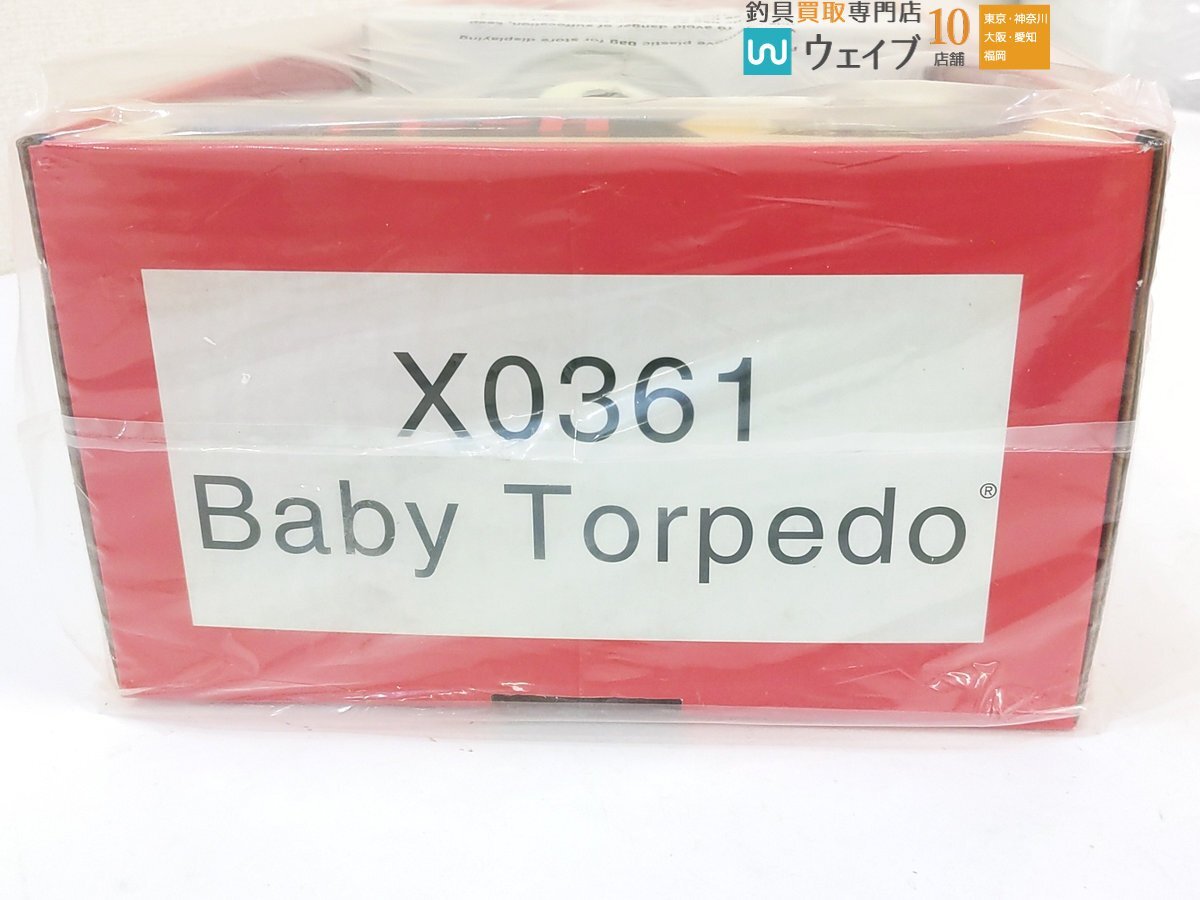 釣具買取専門店
ウェイブ
10
店舗
東京・神奈川
大阪・愛知
福岡
X0361
Baby Torpedo®